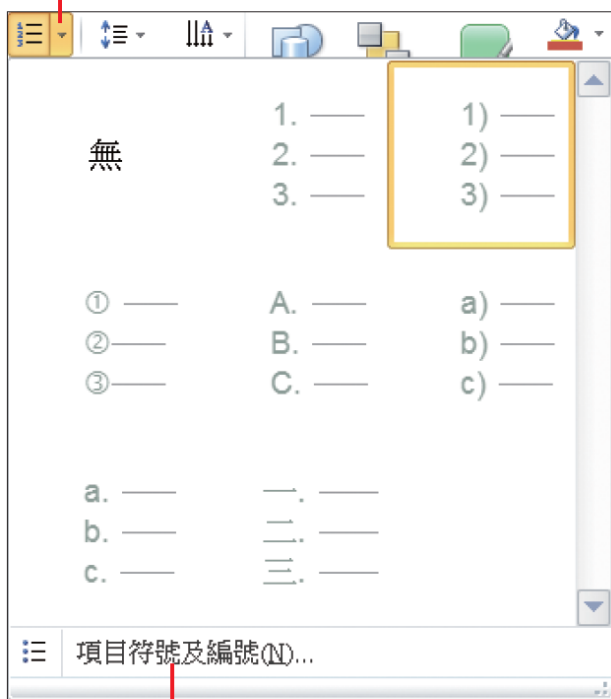 無
1.
2.
3.
1)
2)
3)
①
②
③
A.
B.
C.
a)
b)
c)
a.
b.
c.
一.
二.
三.
項目符號及編號(N)...